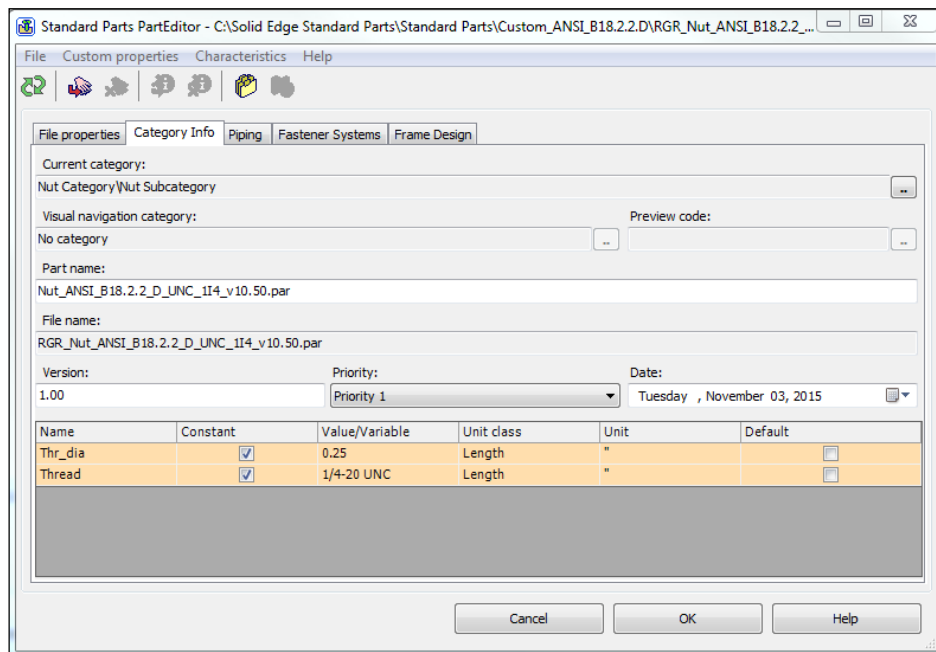 Standard Parts PartEditor - C:\Solid Edge Standard Parts\Standard Parts\Custom_ANSI_B18.2.2.D\RGR_Nut_ANSI_B18.2.2_...
File Custom properties Characteristics Help
File properties Category Info Piping Fastener Systems Frame Design
Current category:
Nut Category\Nut Subcategory ..
Visual navigation category: Preview code:
No category .. ..
Part name:
Nut_ANSI_B18.2.2_D_UNC_1I4_v10.50.par
File name:
RGR_Nut_ANSI_B18.2.2_D_UNC_1I4_v10.50.par
Version: Priority: Date:
1.00 Priority 1 Tuesday , November 03, 2015
Name Constant Value/Variable Unit class Unit Default
Thr_dia 0.25 Length "
Thread 1/4-20 UNC Length "
Cancel OK Help